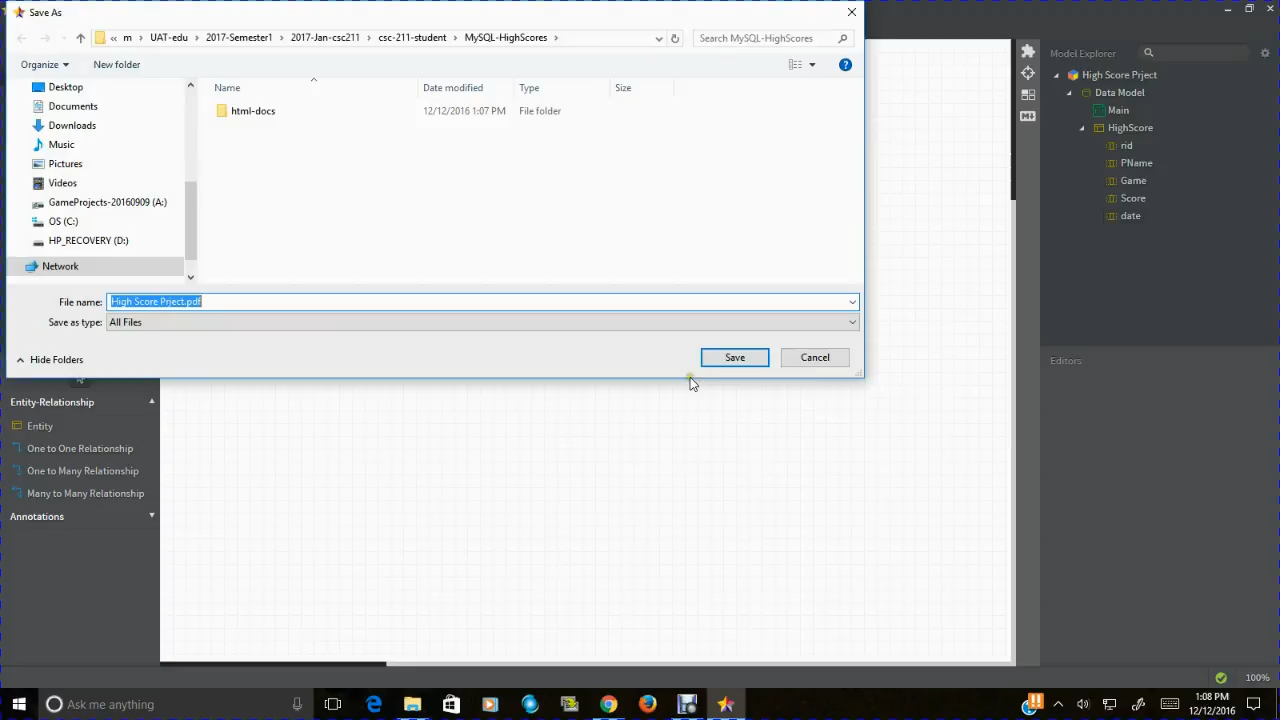 Save As
« m > UAT-edu > 2017-Semester1 > 2017-Jan-csc211 > csc-211-student > MySQL-HighScores >
Search MySQL-HighScores
Organize
New folder
Name
Date modified
Type
Size
html-docs
12/12/2016 1:07 PM
File folder
Desktop
Documents
Downloads
Music
Pictures
Videos
GameProjects-20160909 (A:)
OS (C:)
HP_RECOVERY (D:)
Network
File name:
High Score Prject.pdf
Save as type:
All Files
Hide Folders
Save
Cancel
Entity-Relationship
Entity
One to One Relationship
One to Many Relationship
Many to Many Relationship
Annotations
Model Explorer
High Score Prject
Data Model
Main
HighScore
rid
PName
Game
Score
date
Editors
100%
Ask me anything
1:08 PM
12/12/2016